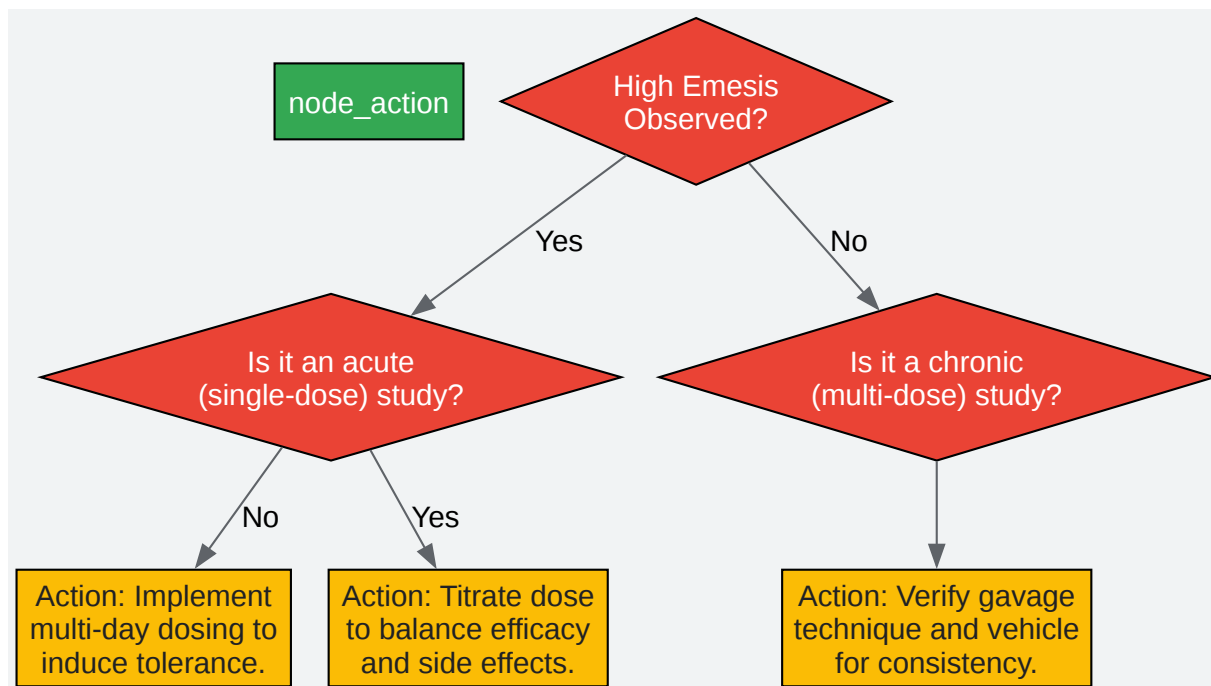 node_action
High Emesis
Observed?
Yes
No
Is it an acute
(single-dose) study?
Is it a chronic
(multi-dose) study?
No
Yes
Action: Implement
multi-day dosing to
induce tolerance.
Action: Titrate dose
to balance efficacy
and side effects.
Action: Verify gavage
technique and vehicle
for consistency.